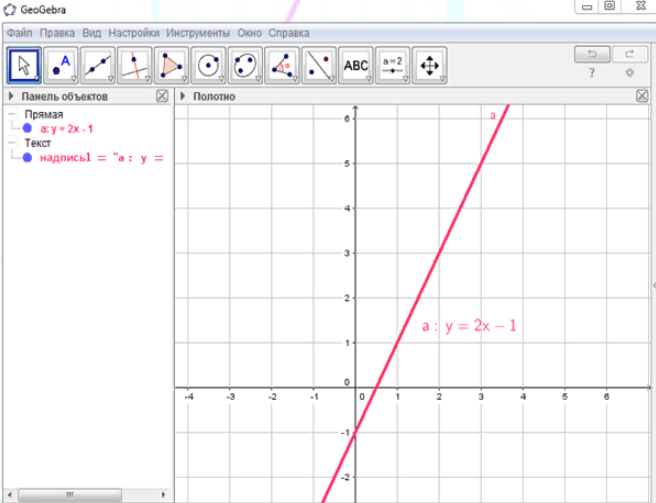 GeoGebra
Файл Правка Вид Настройки Инструменты Окно Справка
A
α
ABC
a=2
?
Панель объектов
Полотно
Прямая
a: y = 2x - 1
Текст
надпись1 = "a : y =
a
6
5
4
3
2
a : y = 2x − 1
1
0
-4 -3 -2 -1 0 1 2 3 4 5 6
-1
-2